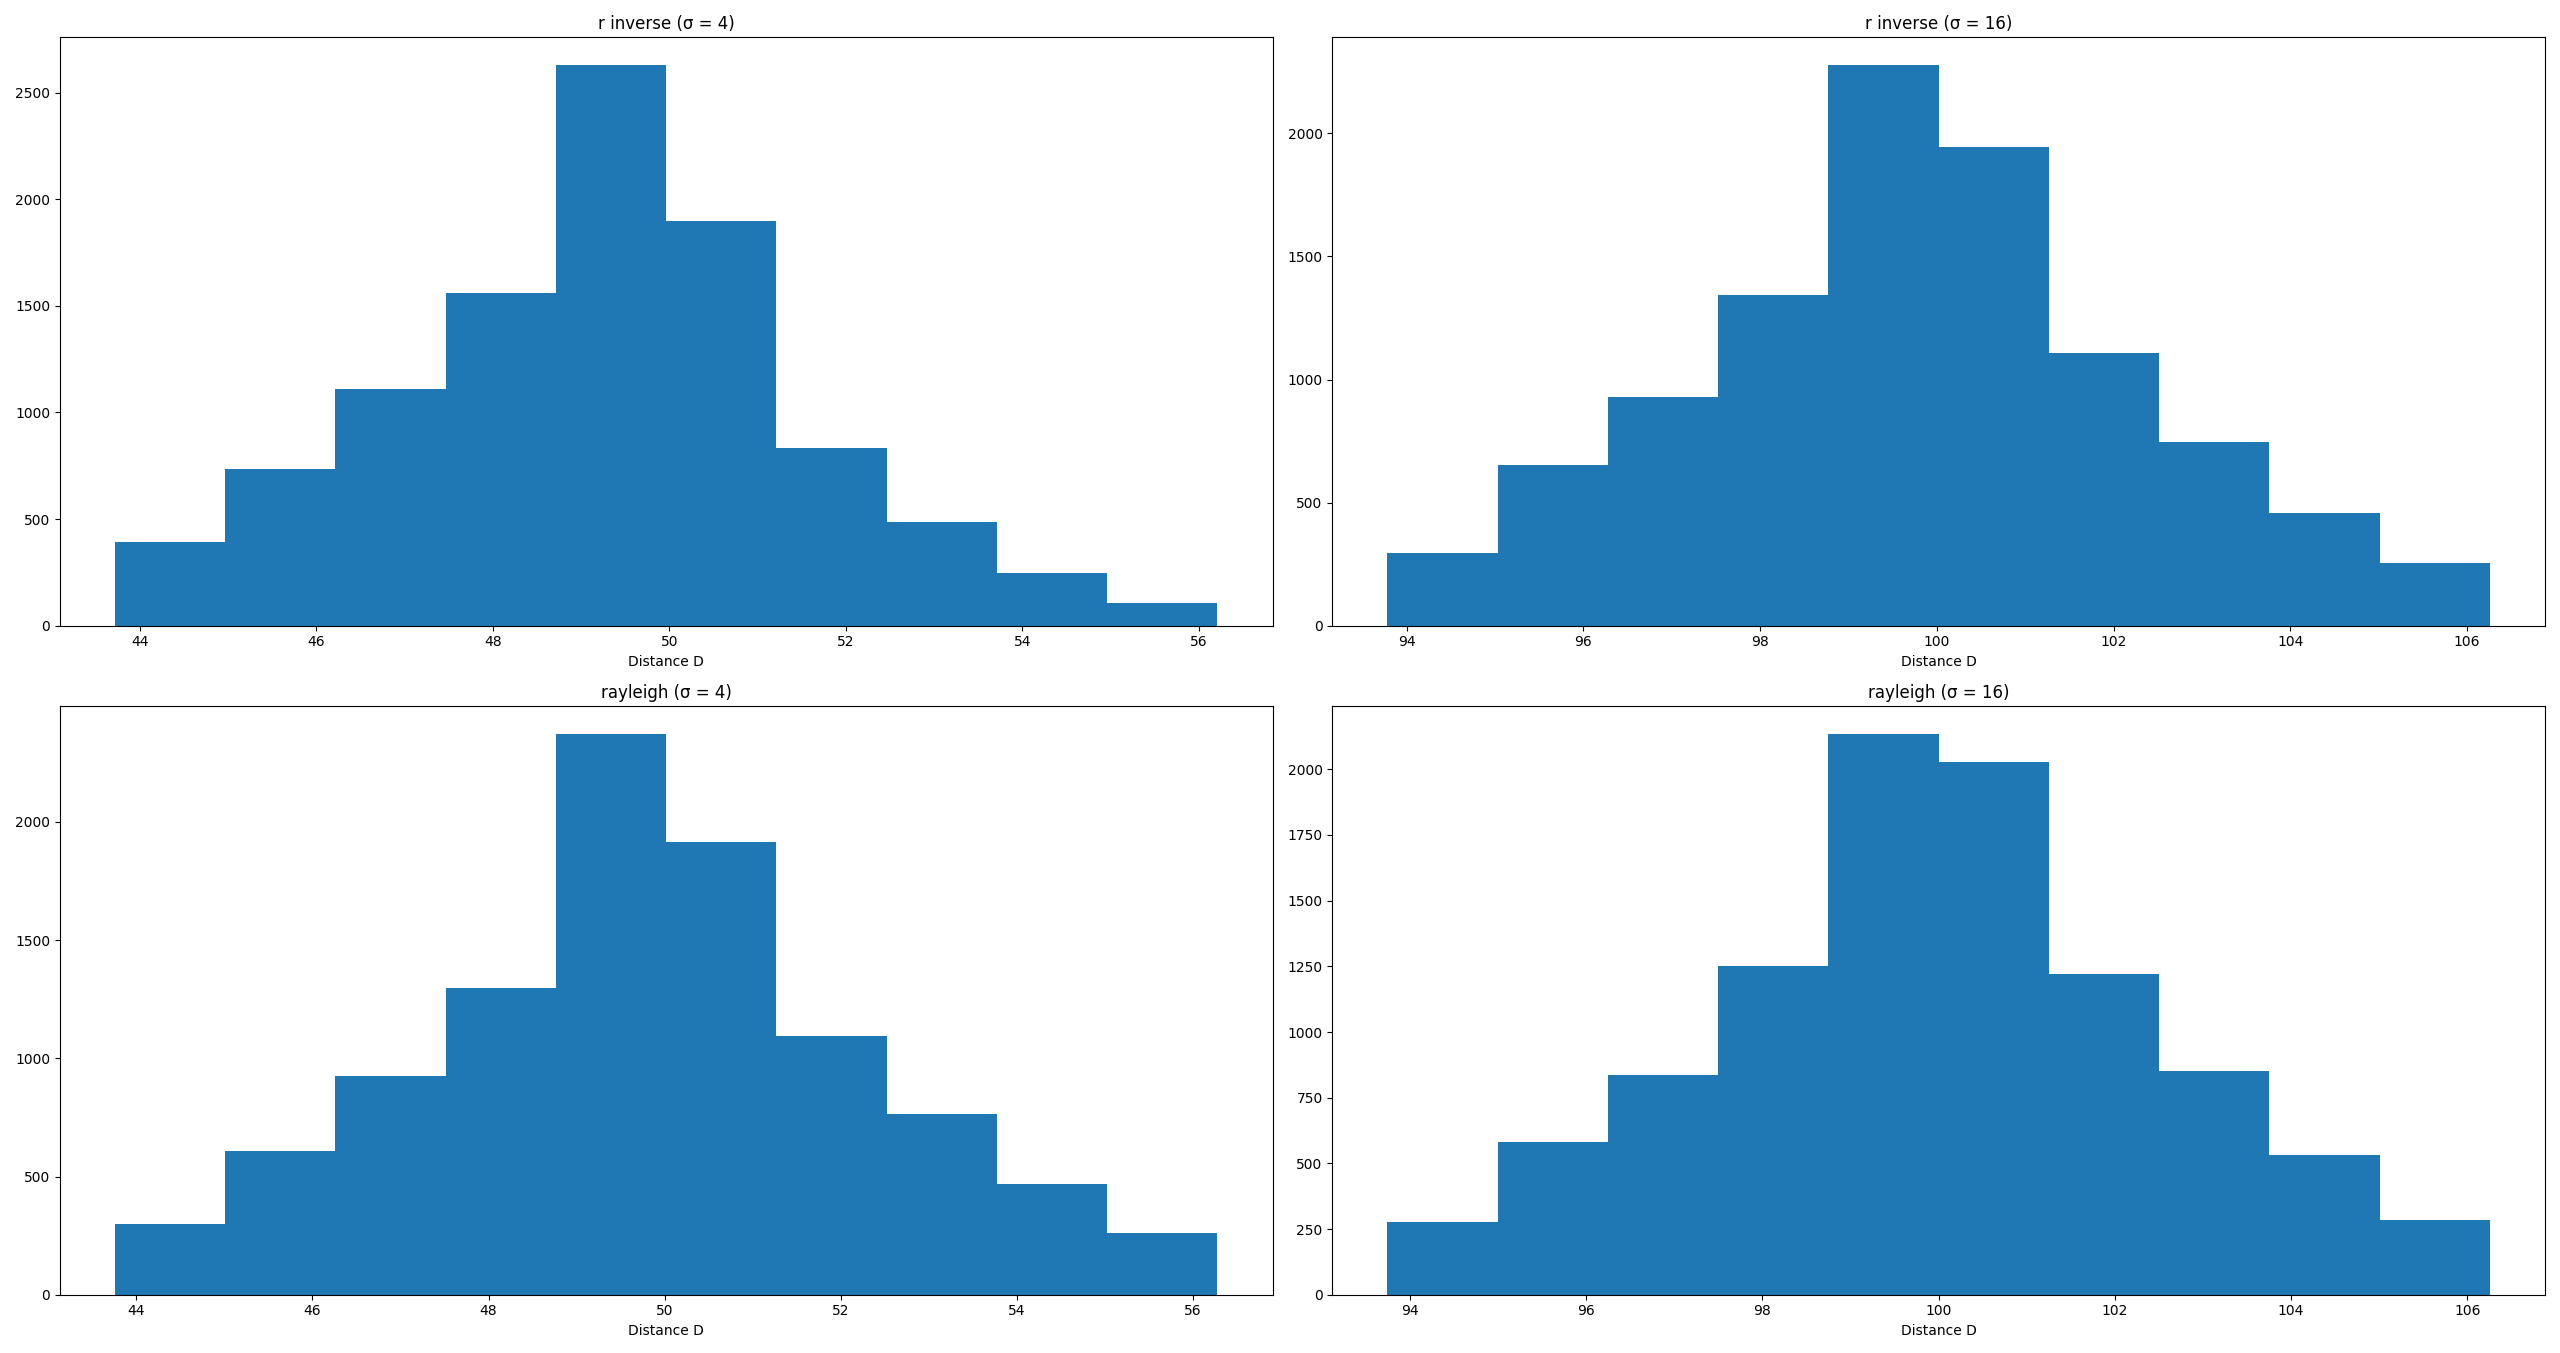 r inverse (σ = 4)
2500
2000
1500
1000
500
0
44 46 48 50 52 54 56
Distance D
r inverse (σ = 16)
2000
1500
1000
500
0
94 96 98 100 102 104 106
Distance D
rayleigh (σ = 4)
2000
1500
1000
500
0
44 46 48 50 52 54 56
Distance D
rayleigh (σ = 16)
2000
1750
1500
1250
1000
750
500
250
0
94 96 98 100 102 104 106
Distance D